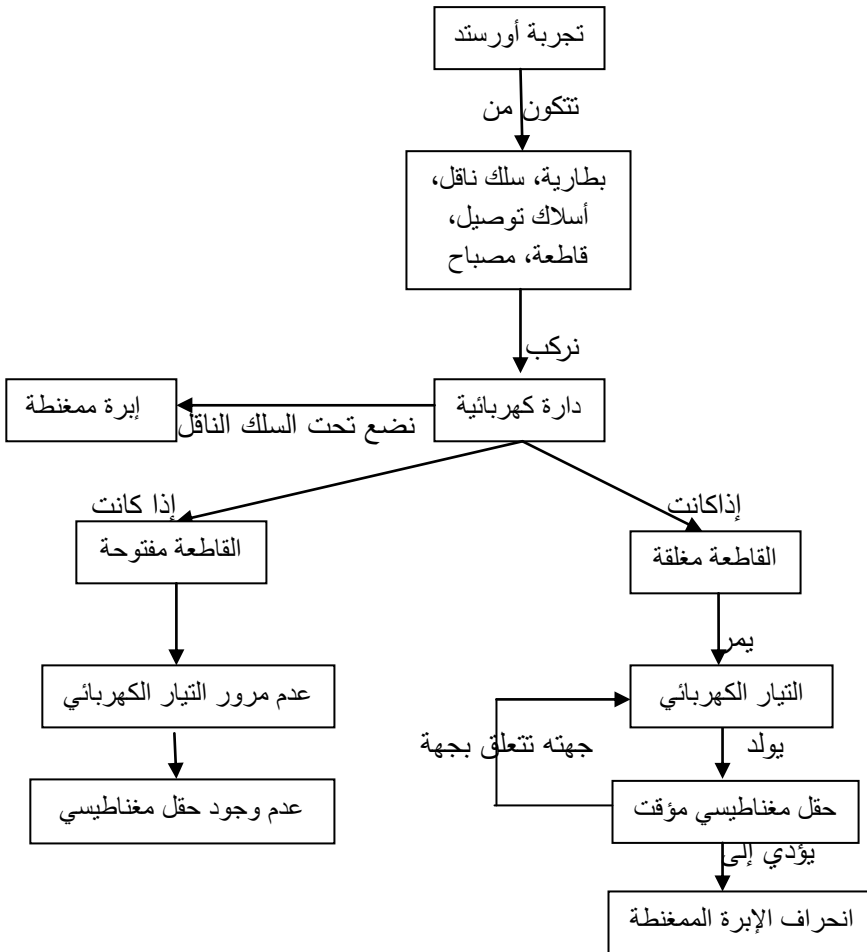 تجربة أورستد
تتكون من
بطارية، سلك ناقل،
أسلاك توصيل،
قاطعة، مصباح
نركب
دارة كهربائية
نضع تحت السلك الناقل
إبرة ممغنطة
إذاكانت
إذا كانت
القاطعة مغلقة
القاطعة مفتوحة
يمر
التيار الكهربائي
عدم مرور التيار الكهربائي
يولد
جهته تتعلق بجهة
حقل مغناطيسي مؤقت
عدم وجود حقل مغناطيسي
يؤدي إلى
انحراف الإبرة الممغنطة